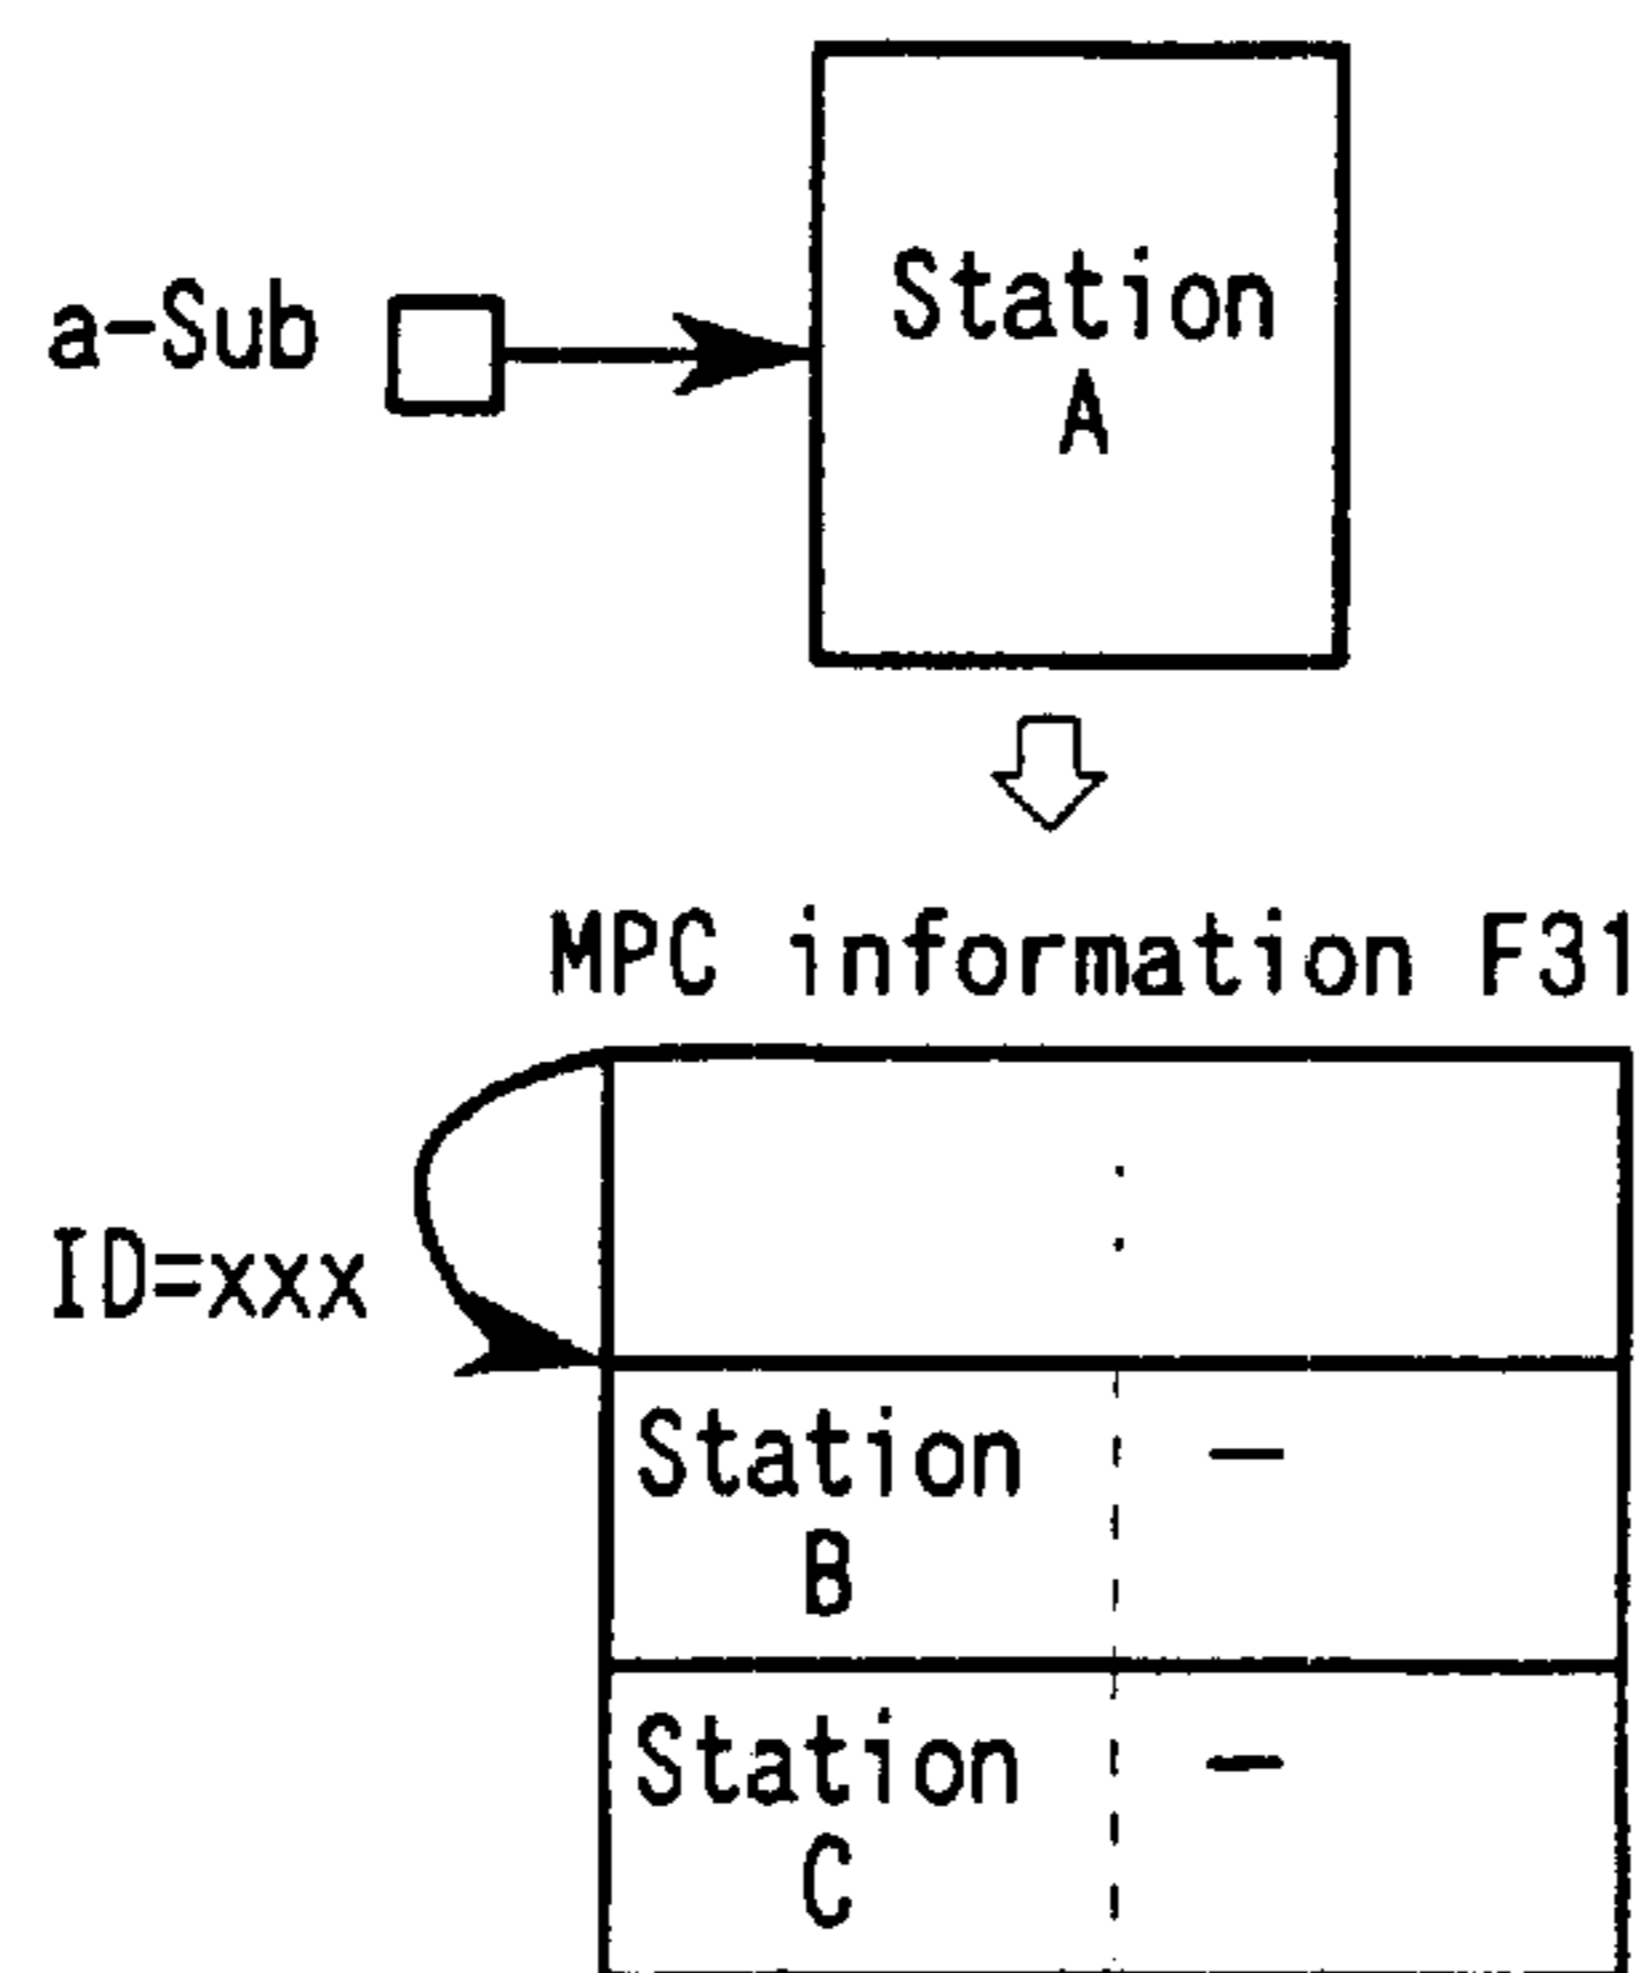 Station
A
a-Sub
MPC information F31
ID=xxx
Station
B
—
Station
C
—